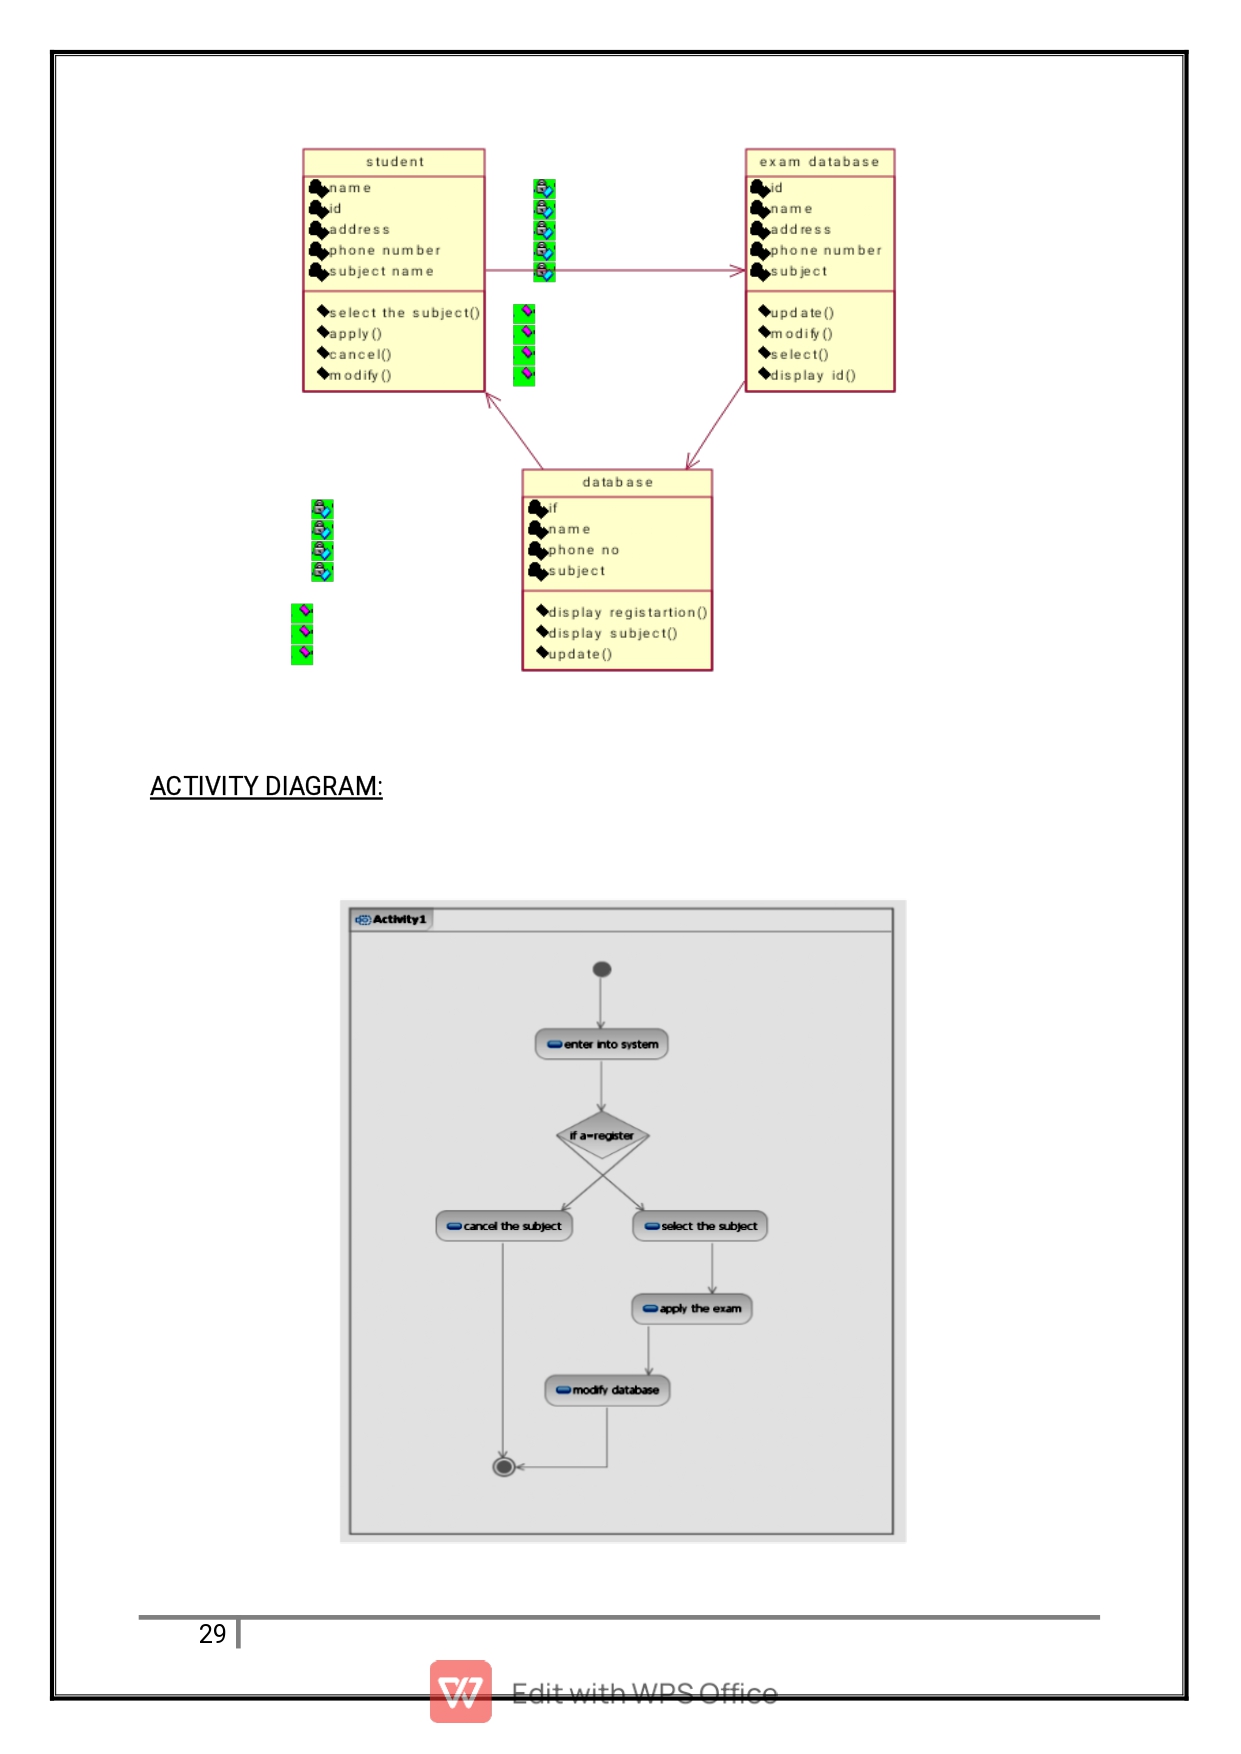 student
name
id
address
phone number
subject name
select the subject()
apply()
cancel()
modify()
exam database
id
name
address
phone number
subject
update()
modify()
select()
display id()
database
if
name
phone no
subject
display registartion()
display subject()
update()
ACTIVITY DIAGRAM:
Activity1
enter into system
if a=register
cancel the subject
select the subject
apply the exam
modify database
29
Edit with WPS Office